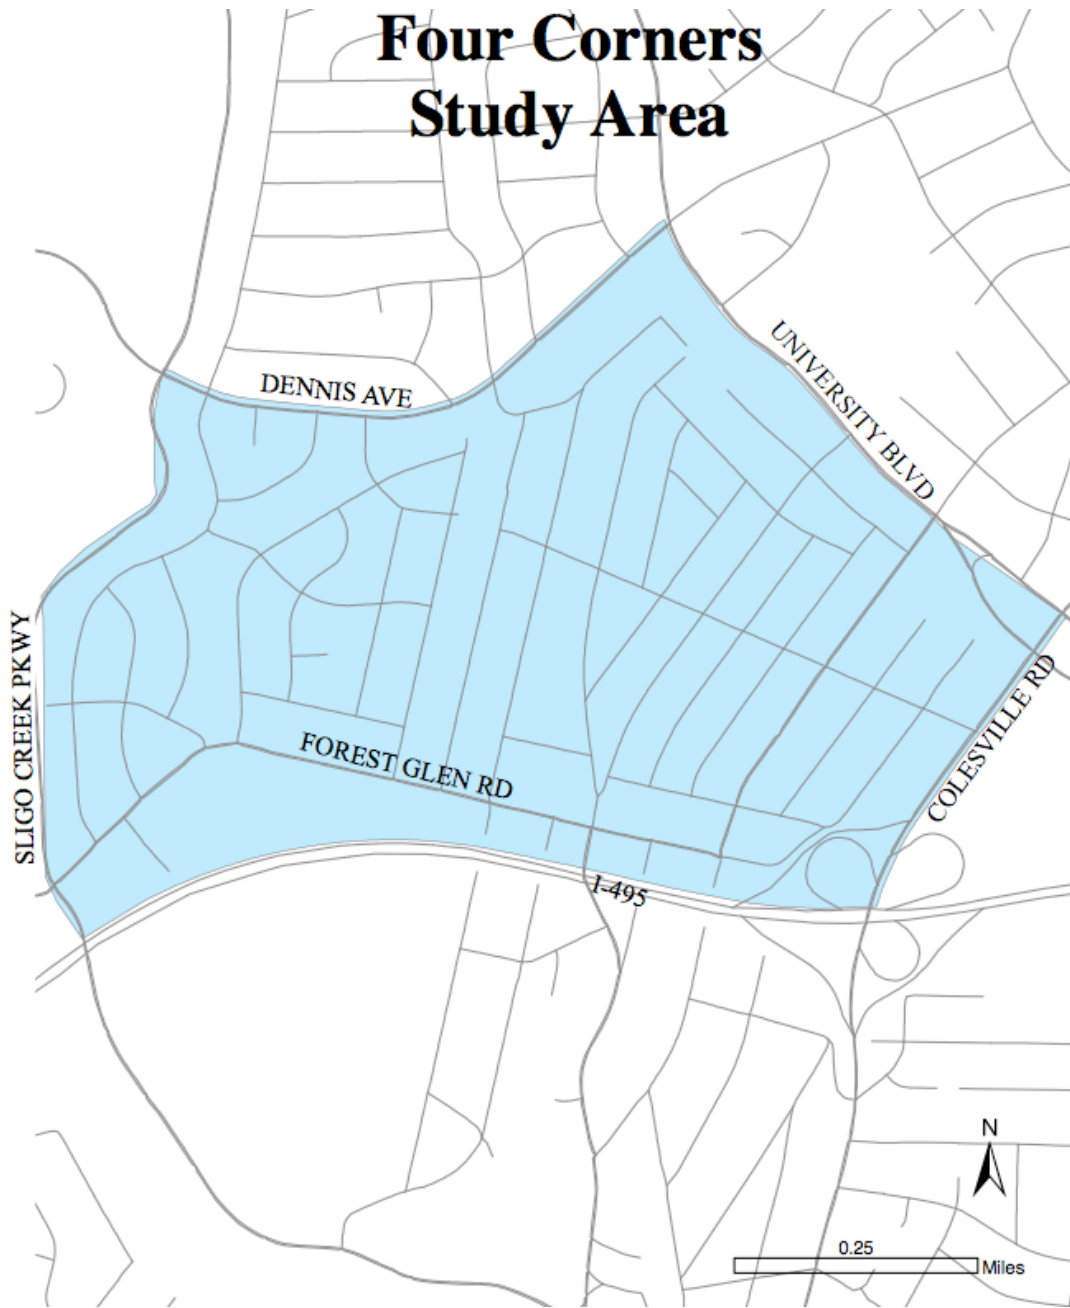 Four Corners
Study Area
UNIVERSITY BLVD
DENNIS AVE
SLIGO CREEK PKWY
COLESVILLE RD
FOREST GLEN RD
I-495
N
0.25
Miles